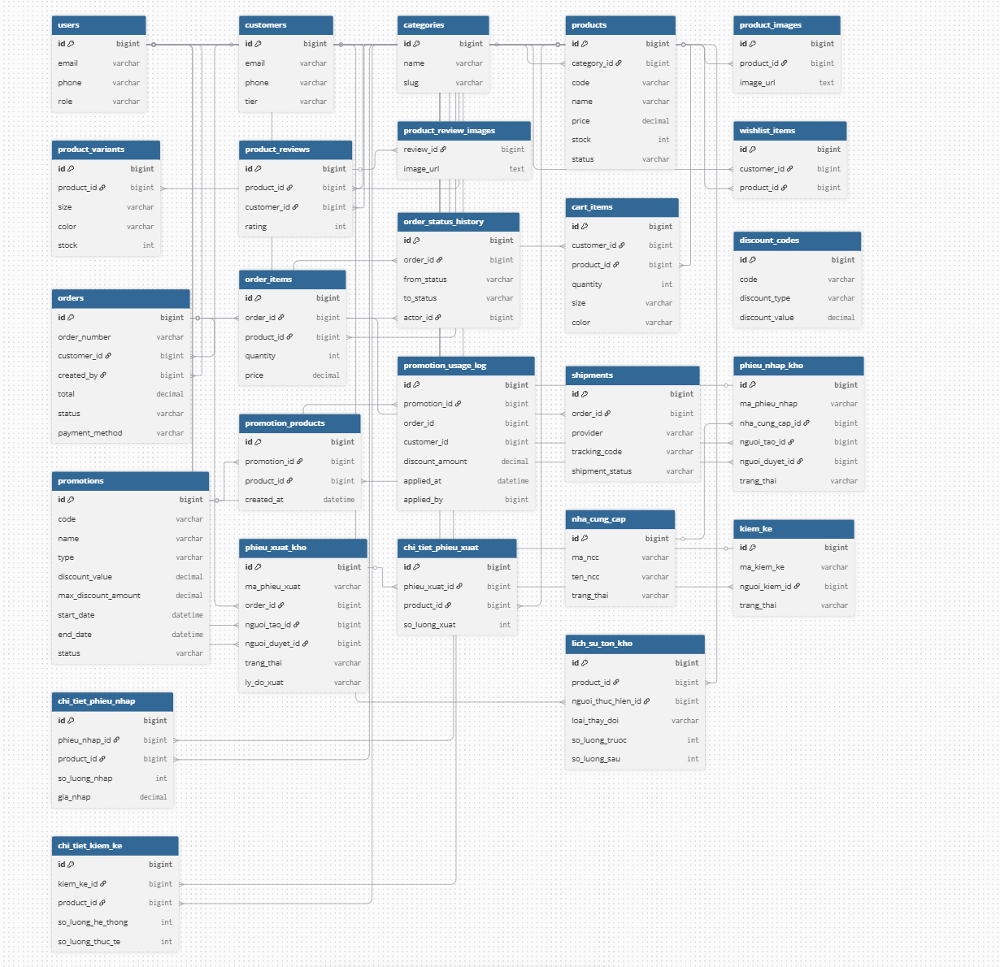 users
id bigint
email varchar
phone varchar
role varchar
customers
id bigint
email varchar
phone varchar
tier varchar
categories
id bigint
name varchar
slug varchar
products
id bigint
category_id bigint
code varchar
name varchar
price decimal
stock int
status varchar
product_images
id bigint
product_id bigint
image_url text
product_variants
id bigint
product_id bigint
size varchar
color varchar
stock int
product_reviews
id bigint
product_id bigint
customer_id bigint
rating int
product_review_images
review_id bigint
image_url text
wishlist_items
id bigint
customer_id bigint
product_id bigint
order_status_history
id bigint
order_id bigint
from_status varchar
to_status varchar
actor_id bigint
cart_items
id bigint
customer_id bigint
product_id bigint
quantity int
size varchar
color varchar
discount_codes
id bigint
code varchar
discount_type varchar
discount_value decimal
orders
id bigint
order_number varchar
customer_id bigint
created_by bigint
total decimal
status varchar
payment_method varchar
order_items
id bigint
order_id bigint
product_id bigint
quantity int
price decimal
promotion_usage_log
id bigint
promotion_id bigint
order_id bigint
customer_id bigint
discount_amount decimal
applied_at datetime
applied_by bigint
shipments
id bigint
order_id bigint
provider varchar
tracking_code varchar
shipment_status varchar
phieu_nhap_kho
id bigint
ma_phieu_nhap varchar
nha_cung_cap_id bigint
nguoi_tao_id bigint
nguoi_duyet_id bigint
trang_thai varchar
promotions
id bigint
code varchar
name varchar
type varchar
discount_value decimal
max_discount_amount decimal
start_date datetime
end_date datetime
status varchar
promotion_products
id bigint
promotion_id bigint
product_id bigint
created_at datetime
phieu_xuat_kho
id bigint
ma_phieu_xuat varchar
order_id bigint
nguoi_tao_id bigint
nguoi_duyet_id bigint
trang_thai varchar
ly_do_xuat varchar
chi_tiet_phieu_xuat
id bigint
phieu_xuat_id bigint
product_id bigint
so_luong_xuat int
nha_cung_cap
id bigint
ma_ncc varchar
ten_ncc varchar
trang_thai varchar
kiem_ke
id bigint
ma_kiem_ke varchar
nguoi_kiem_id bigint
trang_thai varchar
lich_su_ton_kho
id bigint
product_id bigint
nguoi_thuc_hien_id bigint
loai_thay_doi varchar
so_luong_truoc int
so_luong_sau int
chi_tiet_phieu_nhap
id bigint
phieu_nhap_id bigint
product_id bigint
so_luong_nhap int
gia_nhap decimal
chi_tiet_kiem_ke
id bigint
kiem_ke_id bigint
product_id bigint
so_luong_he_thong int
so_luong_thuc_te int